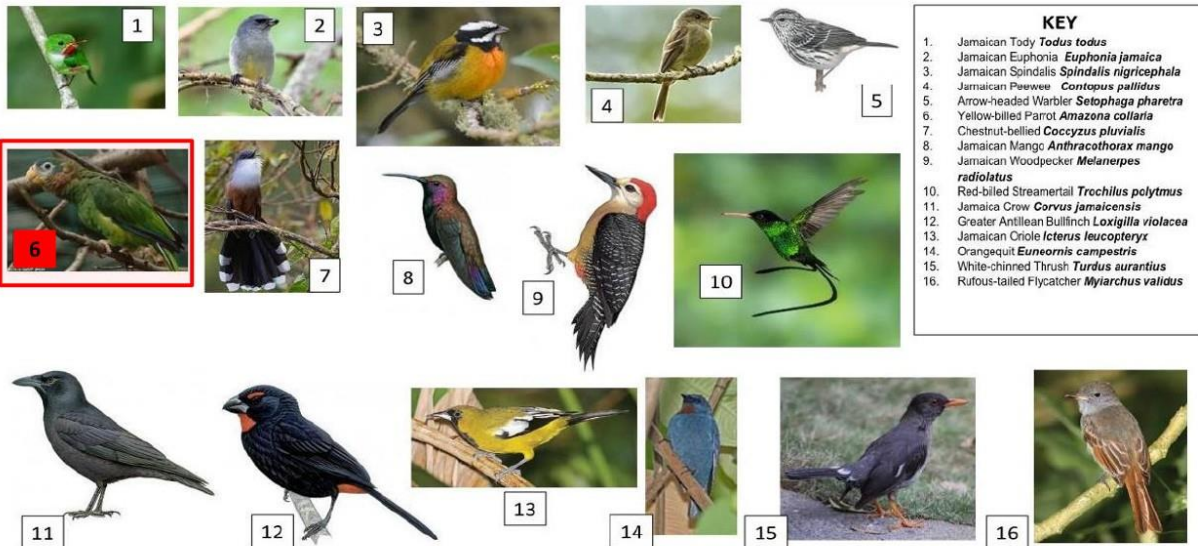 1
2
3
4
5
KEY
1. Jamaican Tody Todus todus
2. Jamaican Euphonia Euphonia jamaica
3. Jamaican Spindalis Spindalis nigricephala
4. Jamaican Peewee Contopus pallidus
5. Arrow-headed Warbler Setophaga pharetra
6. Yellow-billed Parrot Amazona collaria
7. Chestnut-bellied Coccyzus pluvialis
8. Jamaican Mango Anthracothorax mango
9. Jamaican Woodpecker Melanerpes
radiolatus
10. Red-billed Streamertail Trochilus polytmus
11. Jamaica Crow Corvus jamaicensis
12. Greater Antillean Bullfinch Loxigilla violacea
13. Jamaican Oriole Icterus leucopteryx
14. Orangequit Euneornis campestris
15. White-chinned Thrush Turdus aurantius
16. Rufous-tailed Flycatcher Myiarchus validus
6
7
8
9
10
11
12
13
14
15
16